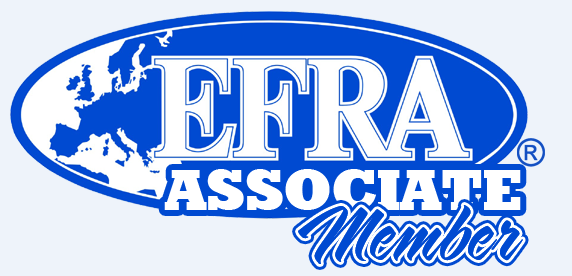 EFRA
®
ASSOCIATE
Member